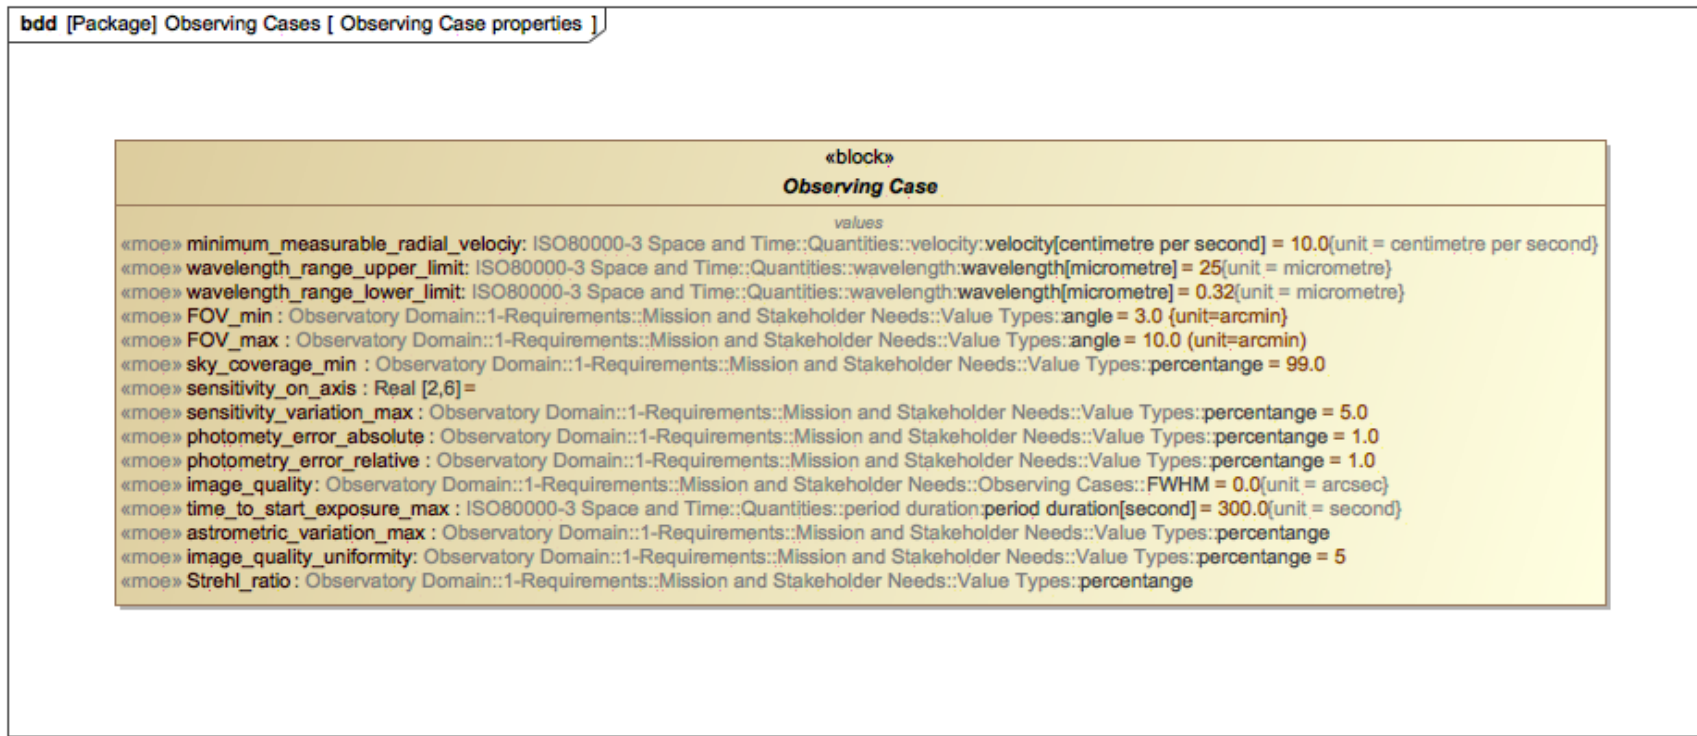 bdd [Package] Observing Cases [ Observing Case properties ]
«block»
Observing Case
values
«moe» minimum_measurable_radial_velociy: ISO80000-3 Space and Time::Quantities::velocity:velocity[centimetre per second] = 10.0{unit = centimetre per second}
«moe» wavelength_range_upper_limit: ISO80000-3 Space and Time::Quantities::wavelength:wavelength[micrometre] = 25{unit = micrometre}
«moe» wavelength_range_lower_limit: ISO80000-3 Space and Time::Quantities::wavelength:wavelength[micrometre] = 0.32{unit = micrometre}
«moe» FOV_min : Observatory Domain::1-Requirements::Mission and Stakeholder Needs::Value Types::angle = 3.0 {unit=arcmin}
«moe» FOV_max : Observatory Domain::1-Requirements::Mission and Stakeholder Needs::Value Types::angle = 10.0 (unit=arcmin)
«moe» sky_coverage_min : Observatory Domain::1-Requirements::Mission and Stakeholder Needs::Value Types::percentange = 99.0
«moe» sensitivity_on_axis : Real [2,6] =
«moe» sensitivity_variation_max : Observatory Domain::1-Requirements::Mission and Stakeholder Needs::Value Types::percentange = 5.0
«moe» photomety_error_absolute : Observatory Domain::1-Requirements::Mission and Stakeholder Needs::Value Types::percentange = 1.0
«moe» photometry_error_relative : Observatory Domain::1-Requirements::Mission and Stakeholder Needs::Value Types::percentange = 1.0
«moe» image_quality: Observatory Domain::1-Requirements::Mission and Stakeholder Needs::Observing Cases::FWHM = 0.0{unit = arcsec}
«moe» time_to_start_exposure_max : ISO80000-3 Space and Time::Quantities::period duration:period duration[second] = 300.0{unit = second}
«moe» astrometric_variation_max : Observatory Domain::1-Requirements::Mission and Stakeholder Needs::Value Types::percentange
«moe» image_quality_uniformity: Observatory Domain::1-Requirements::Mission and Stakeholder Needs::Value Types::percentange = 5
«moe» Strehl_ratio : Observatory Domain::1-Requirements::Mission and Stakeholder Needs::Value Types::percentange